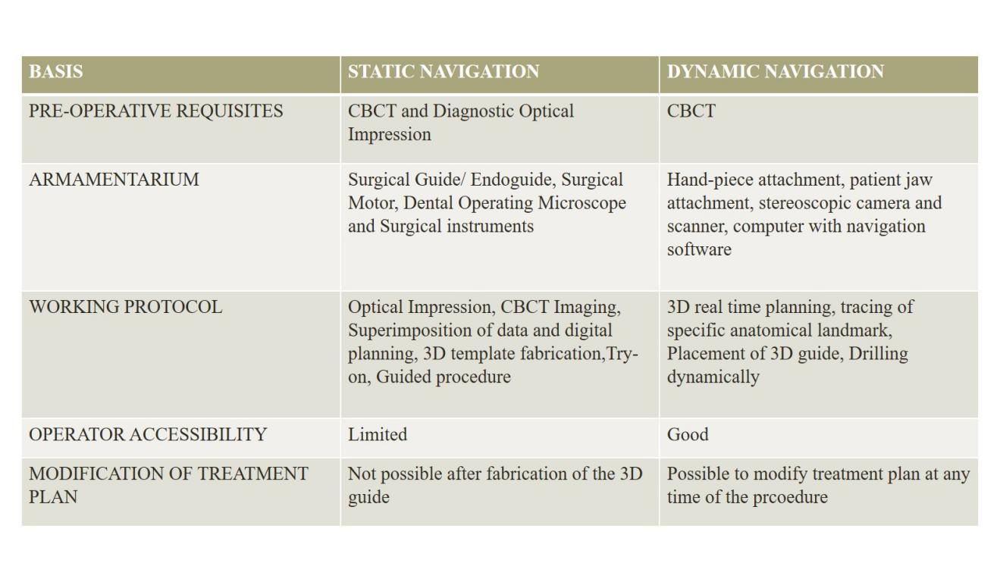 BASIS
STATIC NAVIGATION
DYNAMIC NAVIGATION
PRE-OPERATIVE REQUISITES
CBCT and Diagnostic Optical
Impression
CBCT
ARMAMENTARIUM
Surgical Guide/ Endoguide, Surgical
Motor, Dental Operating Microscope
and Surgical instruments
Hand-piece attachment, patient jaw
attachment, stereoscopic camera and
scanner, computer with navigation
software
WORKING PROTOCOL
Optical Impression, CBCT Imaging,
Superimposition of data and digital
planning, 3D template fabrication,Try-
on, Guided procedure
3D real time planning, tracing of
specific anatomical landmark,
Placement of 3D guide, Drilling
dynamically
OPERATOR ACCESSIBILITY
Limited
Good
MODIFICATION OF TREATMENT
PLAN
Not possible after fabrication of the 3D
guide
Possible to modify treatment plan at any
time of the prcoedure